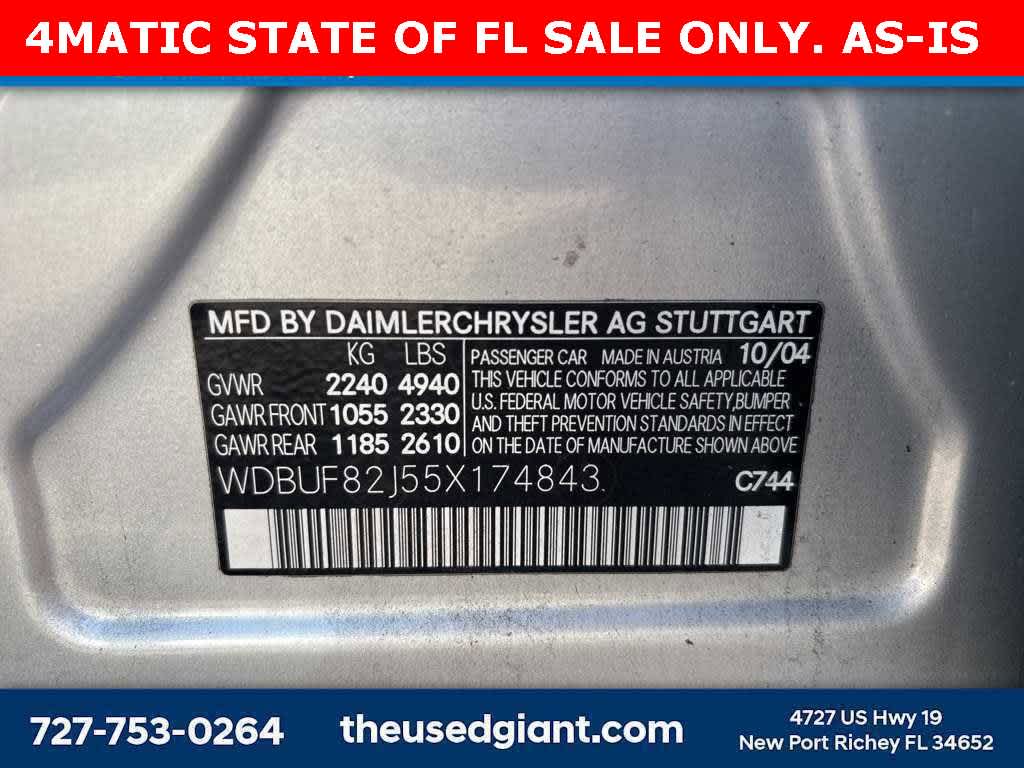 4MATIC STATE OF FL SALE ONLY. AS-IS
MFD BY DAIMLERCHRYSLER AG STUTTGART
KG LBS
GVWR 2240 4940
GAWR FRONT 1055 2330
GAWR REAR 1185 2610
PASSENGER CAR MADE IN AUSTRIA 10/04
THIS VEHICLE CONFORMS TO ALL APPLICABLE
U.S. FEDERAL MOTOR VEHICLE SAFETY,BUMPER
AND THEFT PREVENTION STANDARDS IN EFFECT
ON THE DATE OF MANUFACTURE SHOWN ABOVE
WDBUF82J55X174843.
C744
727-753-0264
theusedgiant.com
4727 US Hwy 19
New Port Richey FL 34652